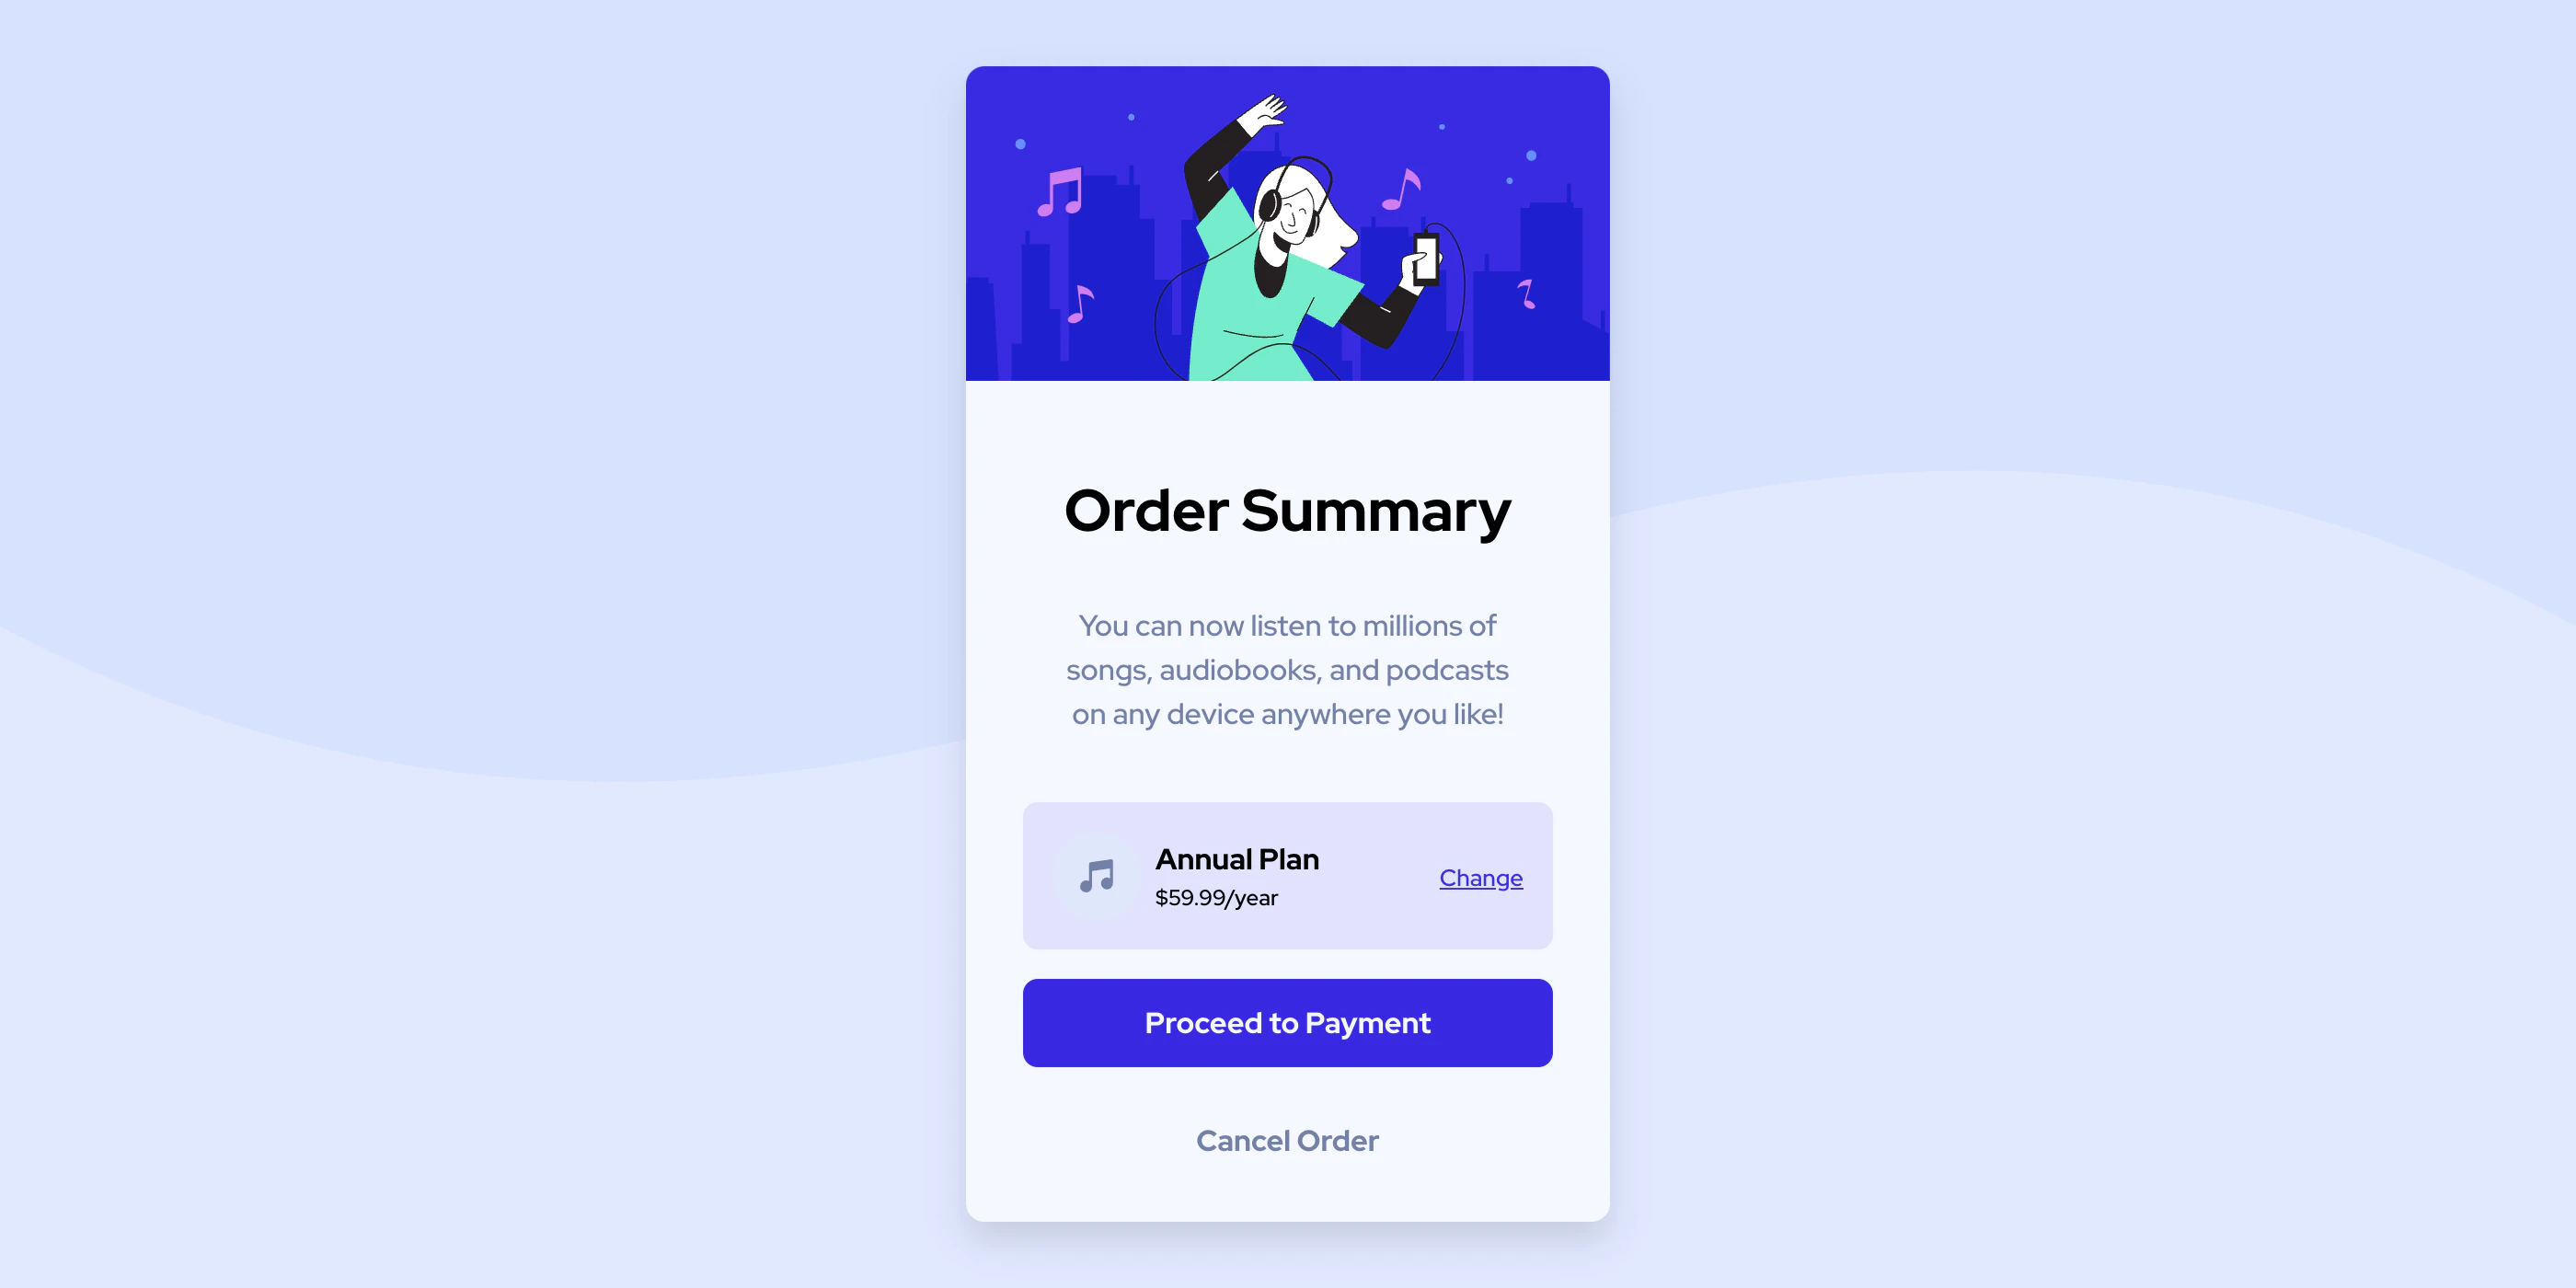 Order Summary
You can now listen to millions of
songs, audiobooks, and podcasts
on any device anywhere you like!
Annual Plan
$59.99/year
Change
Proceed to Payment
Cancel Order